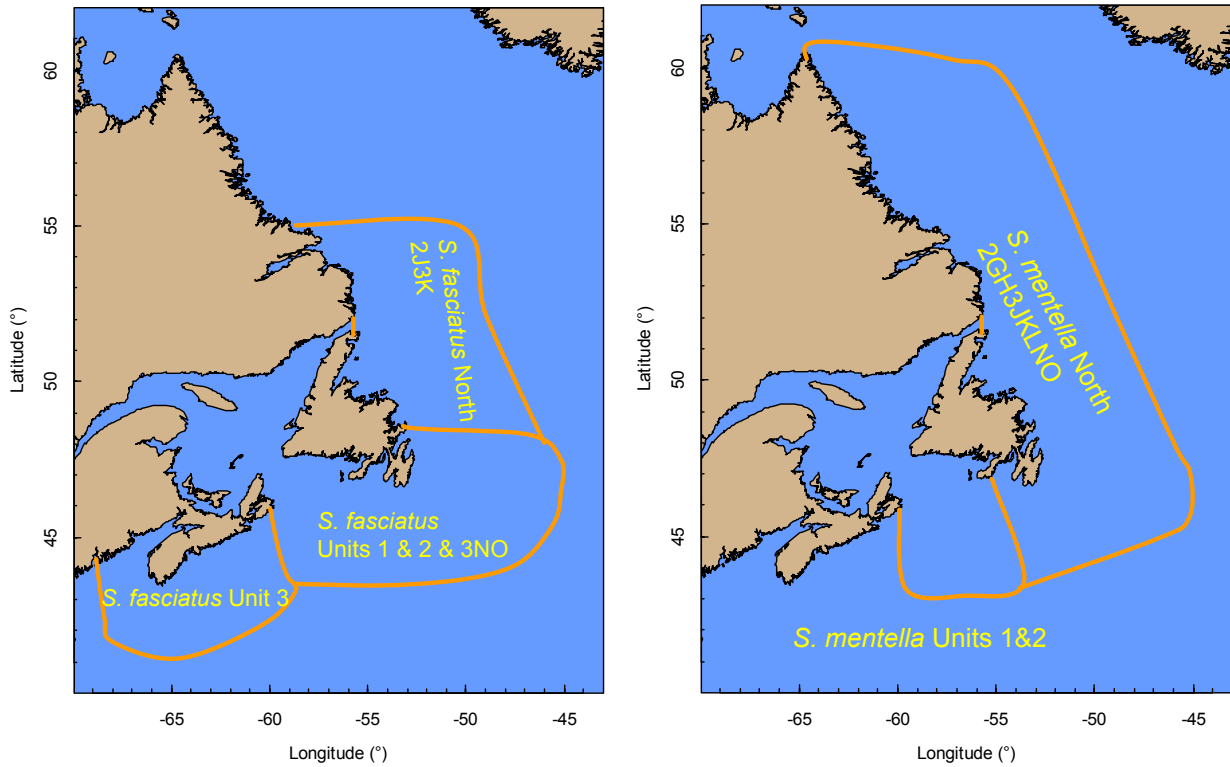 60
55
50
45
Latitude (°)
S. fasciatus North
2J3K
S. fasciatus
Units 1 & 2 & 3NO
S. fasciatus Unit 3
-65
-60
-55
-50
-45
Longitude (°)
60
55
50
45
Latitude (°)
S. mentella North
2GH3JKLNO
S. mentella Units 1&2
-65
-60
-55
-50
-45
Longitude (°)